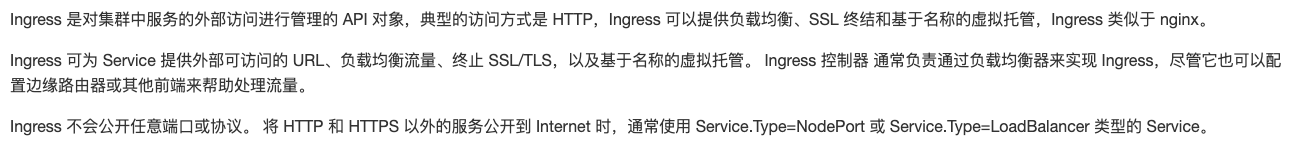 Ingress 是对集群中服务的外部访问进行管理的 API 对象，典型的访问方式是 HTTP，Ingress 可以提供负载均衡、SSL 终结和基于名称的虚拟托管，Ingress 类似于 nginx。
Ingress 可为 Service 提供外部可访问的 URL、负载均衡流量、终止 SSL/TLS，以及基于名称的虚拟托管。 Ingress 控制器 通常负责通过负载均衡器来实现 Ingress，尽管它也可以配
置边缘路由器或其他前端来帮助处理流量。
Ingress 不会公开任意端口或协议。 将 HTTP 和 HTTPS 以外的服务公开到 Internet 时，通常使用 Service.Type=NodePort 或 Service.Type=LoadBalancer 类型的 Service。